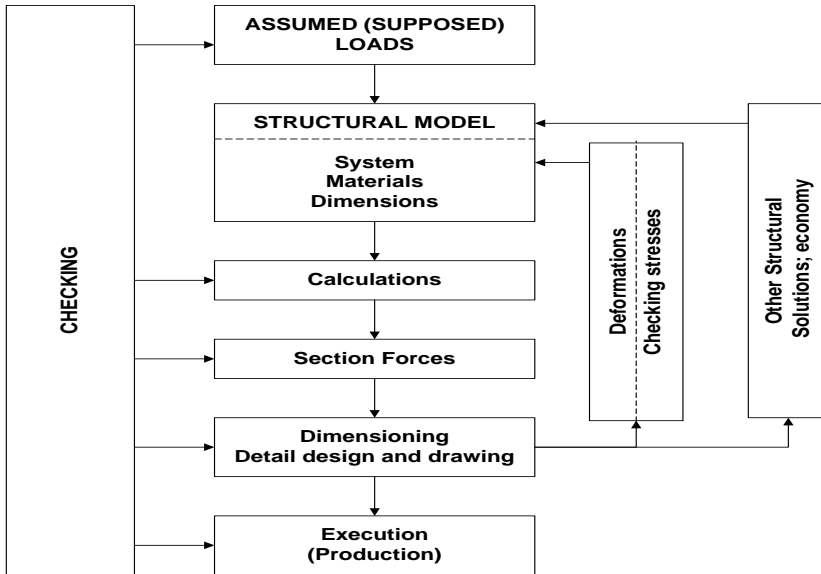 CHECKING
ASSUMED (SUPPOSED)
LOADS
STRUCTURAL MODEL
System
Materials
Dimensions
Calculations
Section Forces
Dimensioning
Detail design and drawing
Execution
(Production)
Deformations
Checking stresses
Other Structural
Solutions; economy